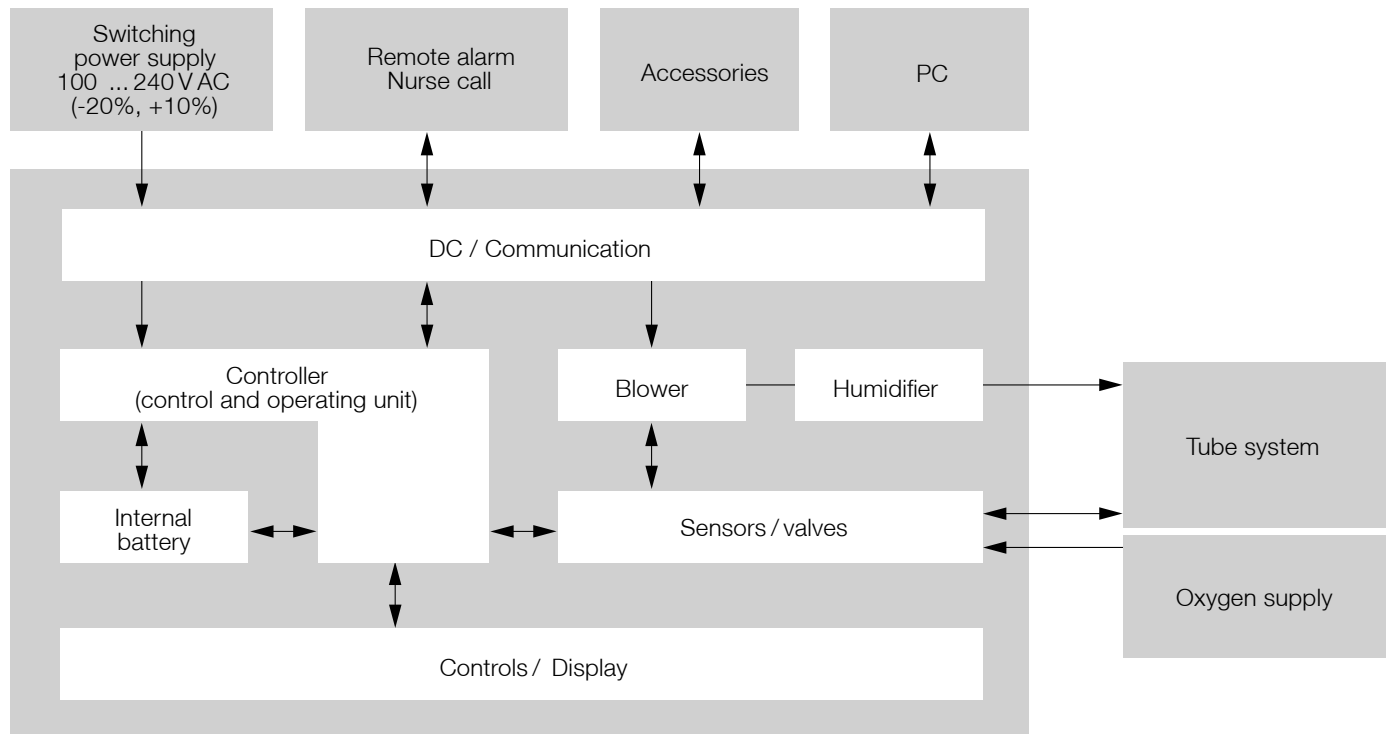 Switching
power supply
100 ... 240 V AC
(-20%, +10%)
Remote alarm
Nurse call
Accessories
PC
DC / Communication
Controller
(control and operating unit)
Blower
Humidifier
Tube system
Internal
battery
Sensors / valves
Oxygen supply
Controls / Display